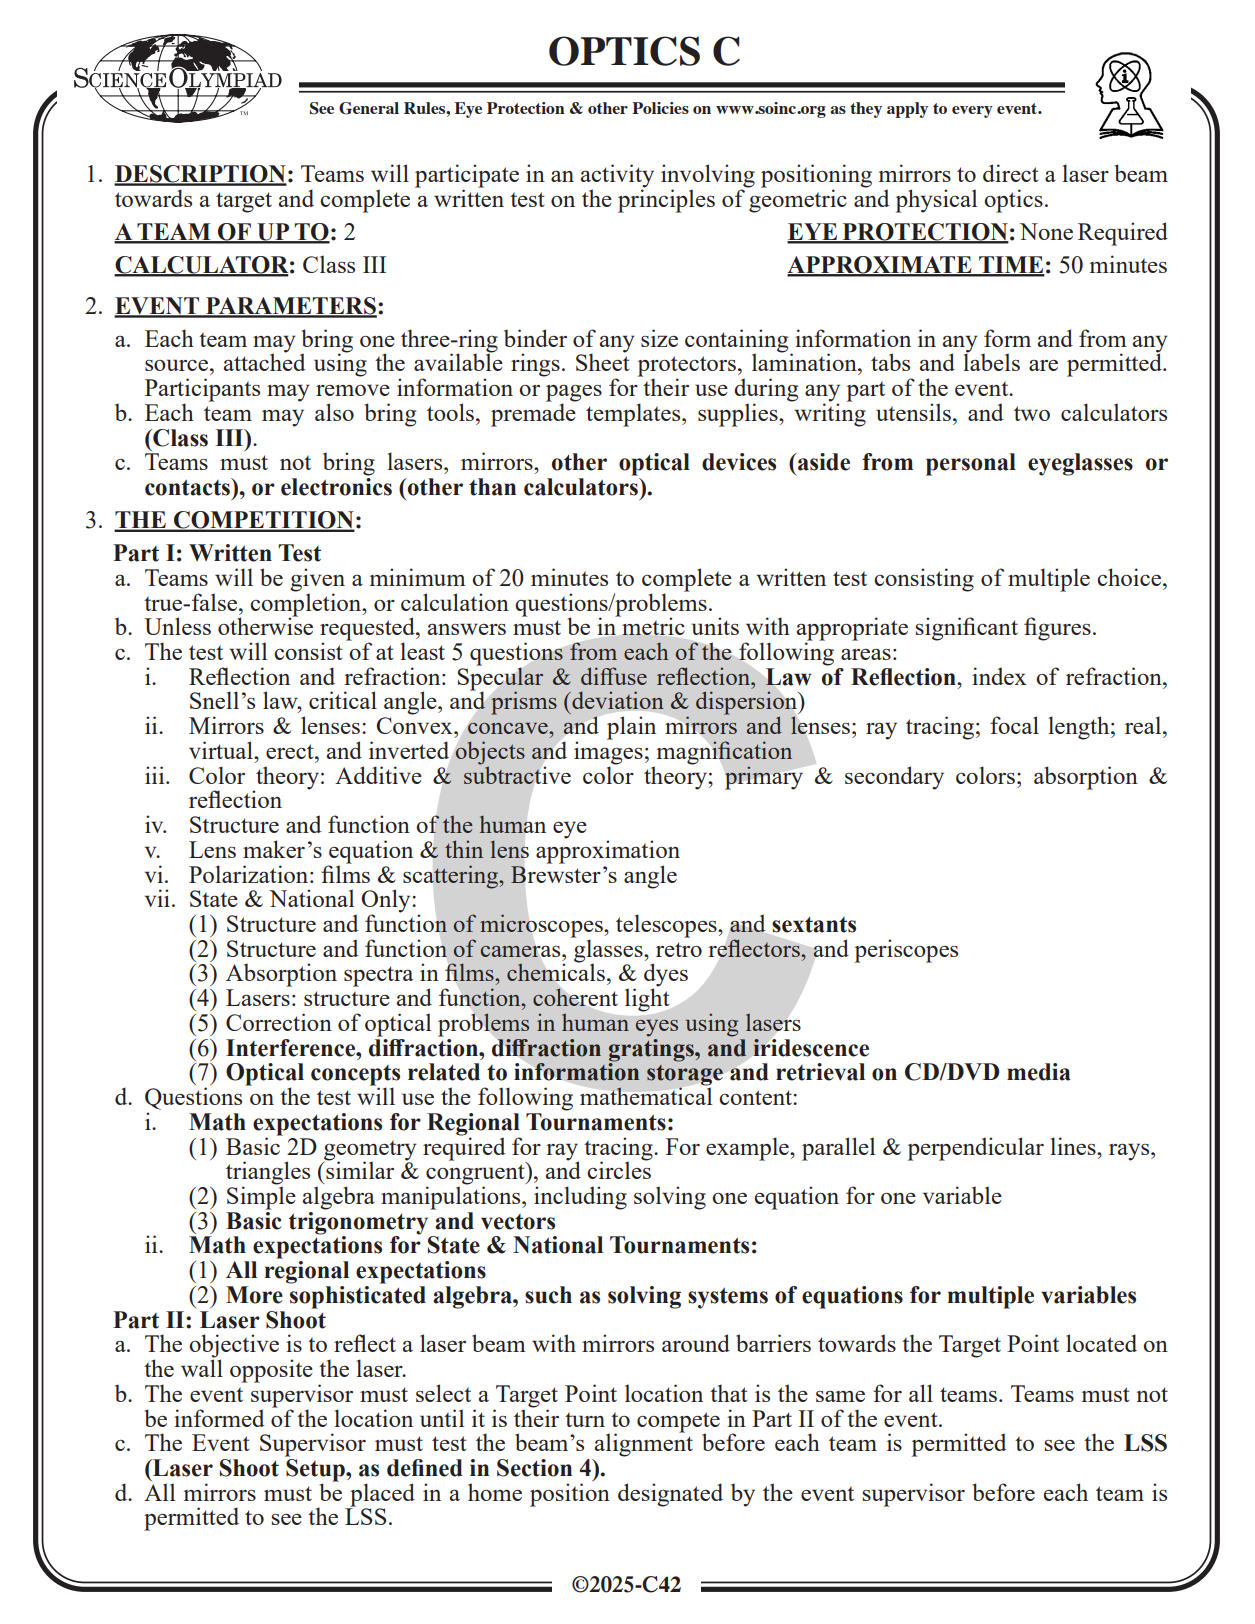 OPTICS C
SCIENCE OLYMPIAD
TM
See General Rules, Eye Protection & other Policies on www.soinc.org as they apply to every event.
1. DESCRIPTION: Teams will participate in an activity involving positioning mirrors to direct a laser beam
towards a target and complete a written test on the principles of geometric and physical optics.
A TEAM OF UP TO: 2 EYE PROTECTION: None Required
CALCULATOR: Class III APPROXIMATE TIME: 50 minutes
2. EVENT PARAMETERS:
a. Each team may bring one three-ring binder of any size containing information in any form and from any
source, attached using the available rings. Sheet protectors, lamination, tabs and labels are permitted.
Participants may remove information or pages for their use during any part of the event.
b. Each team may also bring tools, premade templates, supplies, writing utensils, and two calculators
(Class III).
c. Teams must not bring lasers, mirrors, other optical devices (aside from personal eyeglasses or
contacts), or electronics (other than calculators).
3. THE COMPETITION:
Part I: Written Test
a. Teams will be given a minimum of 20 minutes to complete a written test consisting of multiple choice,
true-false, completion, or calculation questions/problems.
b. Unless otherwise requested, answers must be in metric units with appropriate significant figures.
c. The test will consist of at least 5 questions from each of the following areas:
i. Reflection and refraction: Specular & diffuse reflection, Law of Reflection, index of refraction,
Snell's law, critical angle, and prisms (deviation & dispersion)
ii. Mirrors & lenses: Convex, concave, and plain mirrors and lenses; ray tracing; focal length; real,
virtual, erect, and inverted objects and images; magnification
iii. Color theory: Additive & subtractive color theory; primary & secondary colors; absorption &
reflection
iv. Structure and function of the human eye
v. Lens maker's equation & thin lens approximation
vi. Polarization: films & scattering, Brewster's angle
vii. State & National Only:
(1) Structure and function of microscopes, telescopes, and sextants
(2) Structure and function of cameras, glasses, retro reflectors, and periscopes
(3) Absorption spectra in films, chemicals, & dyes
(4) Lasers: structure and function, coherent light
(5) Correction of optical problems in human eyes using lasers
(6) Interference, diffraction, diffraction gratings, and iridescence
(7) Optical concepts related to information storage and retrieval on CD/DVD media
d. Questions on the test will use the following mathematical content:
i. Math expectations for Regional Tournaments:
(1) Basic 2D geometry required for ray tracing. For example, parallel & perpendicular lines, rays,
triangles (similar & congruent), and circles
(2) Simple algebra manipulations, including solving one equation for one variable
(3) Basic trigonometry and vectors
ii. Math expectations for State & National Tournaments:
(1) All regional expectations
(2) More sophisticated algebra, such as solving systems of equations for multiple variables
Part II: Laser Shoot
a. The objective is to reflect a laser beam with mirrors around barriers towards the Target Point located on
the wall opposite the laser.
b. The event supervisor must select a Target Point location that is the same for all teams. Teams must not
be informed of the location until it is their turn to compete in Part II of the event.
c. The Event Supervisor must test the beam's alignment before each team is permitted to see the LSS
(Laser Shoot Setup, as defined in Section 4).
d. All mirrors must be placed in a home position designated by the event supervisor before each team is
permitted to see the LSS.
C
©2025-C42